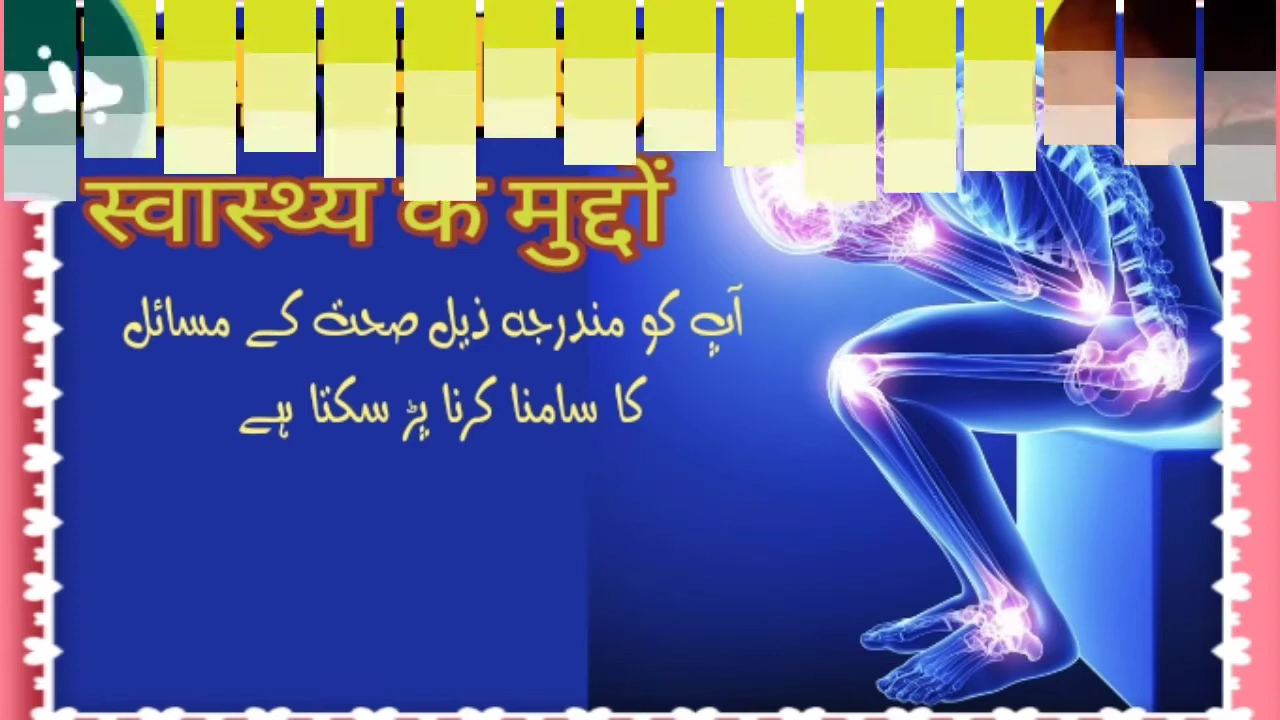 स्वास्थ्य के मुद्दों
آپ کو مندرجہ ذیل صحت کے مسائل
کا سامنا کرنا پڑ سکتا ہے